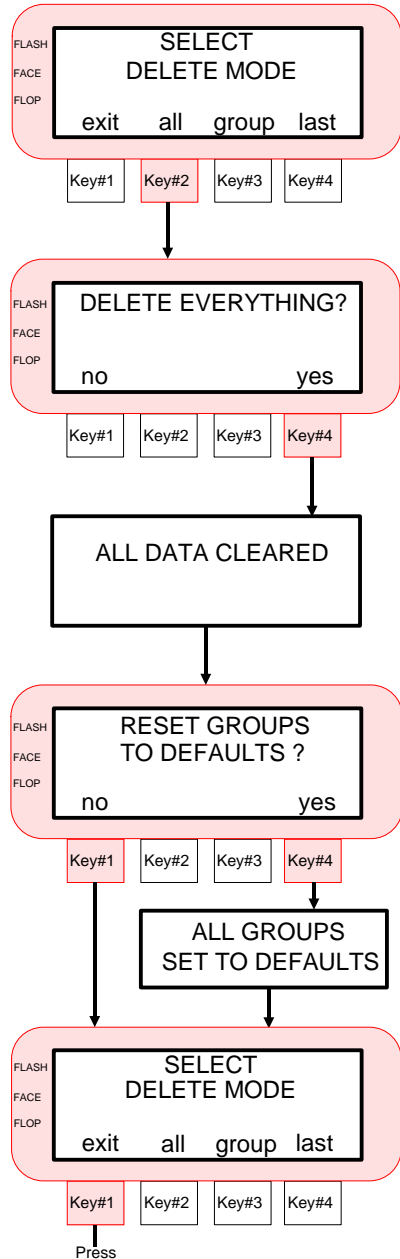 SELECT
FLASH
DELETE MODE
FACE
FLOP
exit all group last
Key#1 Key#2 Key#3 Key#4
DELETE EVERYTHING?
FLASH
FACE
FLOP
no yes
Key#1 Key#2 Key#3 Key#4
ALL DATA CLEARED
RESET GROUPS
FLASH
TO DEFAULTS ?
FACE
FLOP
no yes
Key#1 Key#2 Key#3 Key#4
ALL GROUPS
SET TO DEFAULTS
SELECT
FLASH
DELETE MODE
FACE
FLOP
exit all group last
Key#1 Key#2 Key#3 Key#4
Press